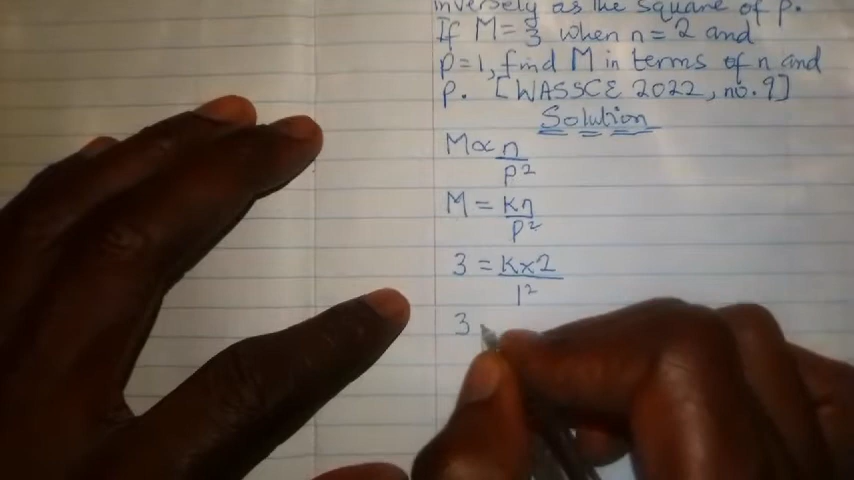 inversely as the square of p.
If M = 3 when n = 2 and
p = 1, find M in terms of n and
p. [WASSCE 2022, no. 9]
Solution
M ∝ n
p²
M = Kn
p²
3 = K×2
1²
3